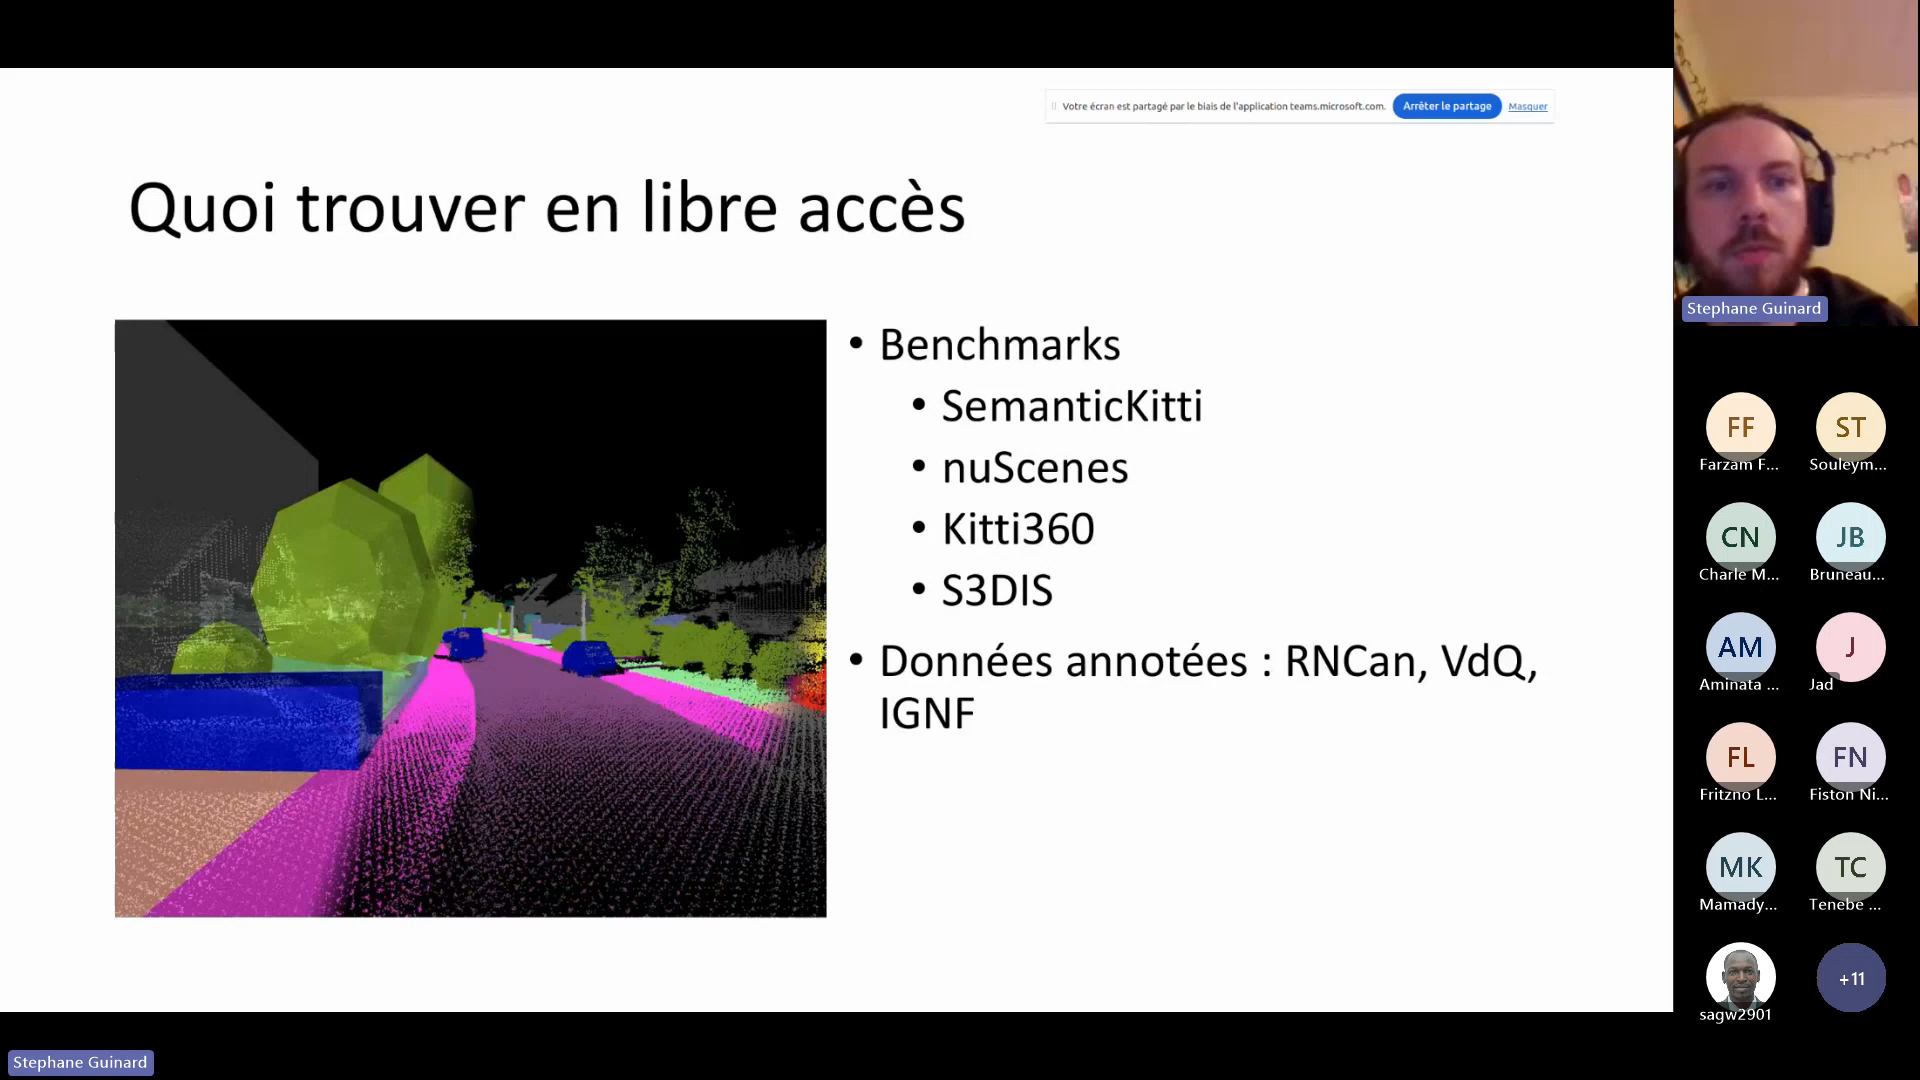 Votre écran est partagé par le biais de l'application teams.microsoft.com.
Arrêter le partage
Masquer
Quoi trouver en libre accès
• Benchmarks
• SemanticKitti
• nuScenes
• Kitti360
• S3DIS
• Données annotées : RNCan, VdQ,
IGNF
Stephane Guinard
FF
Farzam F...
ST
Souleym...
CN
Charle M...
JB
Bruneau...
AM
Aminata ...
J
Jad
FL
Fritzno L...
FN
Fiston Ni...
MK
Mamady...
TC
Tenebe ...
sagw2901
+11
Stephane Guinard